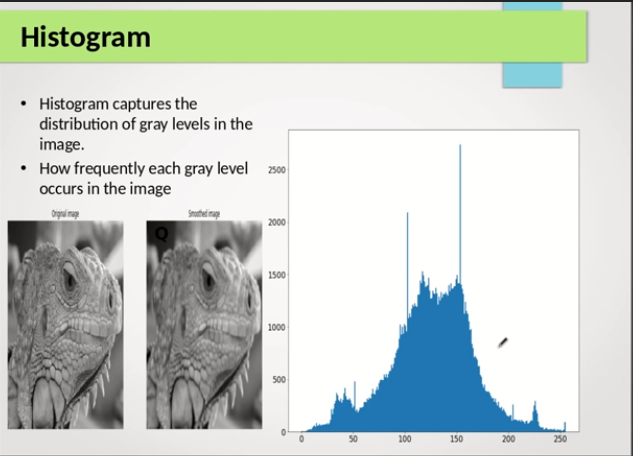 Histogram
• Histogram captures the
distribution of gray levels in the
image.
• How frequently each gray level
occurs in the image
Original image
Smoothed image
Q
2500
2000
1500
1000
500
0
0 50 100 150 200 250